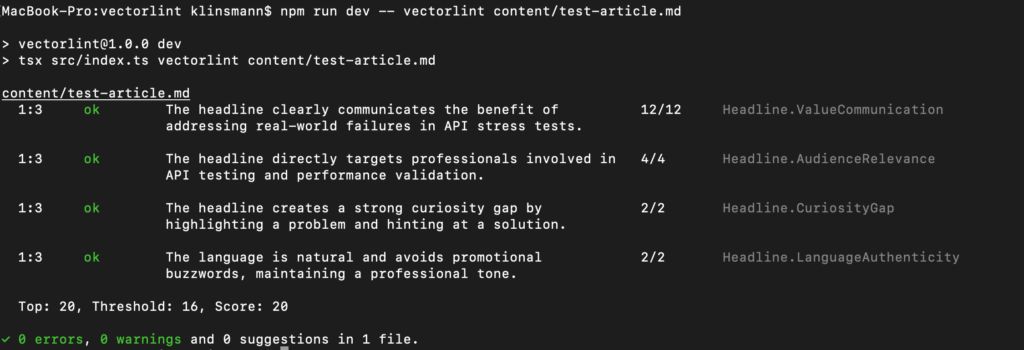 [MacBook-Pro:vectorlint klinsmann$ npm run dev -- vectorlint content/test-article.md
> vectorlint@1.0.0 dev
> tsx src/index.ts vectorlint content/test-article.md
content/test-article.md
1:3 ok The headline clearly communicates the benefit of 12/12 Headline.ValueCommunication
addressing real-world failures in API stress tests.
1:3 ok The headline directly targets professionals involved in 4/4 Headline.AudienceRelevance
API testing and performance validation.
1:3 ok The headline creates a strong curiosity gap by 2/2 Headline.CuriosityGap
highlighting a problem and hinting at a solution.
1:3 ok The language is natural and avoids promotional 2/2 Headline.LanguageAuthenticity
buzzwords, maintaining a professional tone.
Top: 20, Threshold: 16, Score: 20
✓ 0 errors, 0 warnings and 0 suggestions in 1 file.